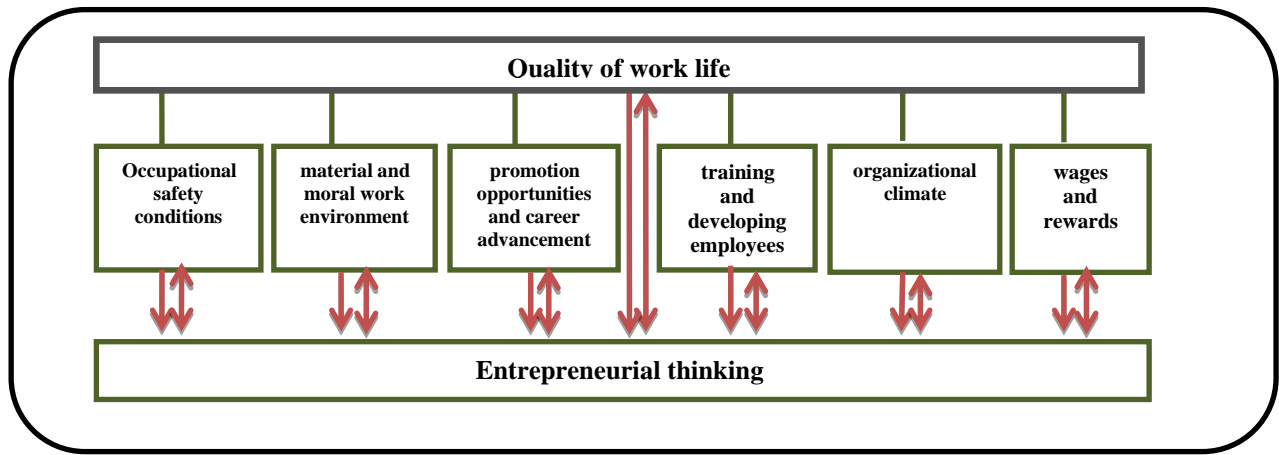 Quality of work life
Occupational
safety
conditions
material and
moral work
environment
promotion
opportunities
and career
advancement
training
and
developing
employees
organizational
climate
wages
and
rewards
Entrepreneurial thinking